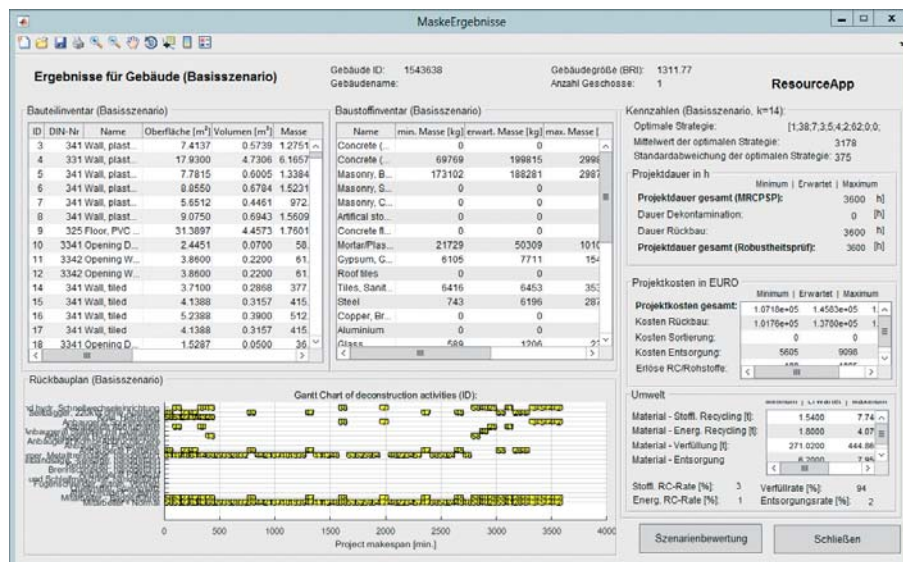 MaskeErgebnisse
Ergebnisse für Gebäude (Basisszenario)
Gebäude ID: 1543638
Gebäudename:
Gebäudegröße (BRI): 1311.77
Anzahl Geschosse: 1
ResourceApp
Bauteilinventar (Basisszenario)
ID DIN-Nr Name Oberfläche [m²] Volumen [m³] Masse
3 341 Wall, plast... 7.4137 0.5739 1.2751
4 331 Wall, plast... 17.9300 4.7306 6.1657
5 341 Wall, plast... 7.7815 0.6005 1.3384
6 341 Wall, plast... 8.8550 0.6784 1.5231
7 341 Wall, plast... 5.6512 0.4461 972.
8 341 Wall, plast... 9.0750 0.6943 1.5609
9 325 Floor, PVC ... 31.3897 4.4573 1.7601
10 3341 Opening D... 2.4451 0.0700 58.
11 3342 Opening W... 3.8600 0.2200 61.
12 3342 Opening W... 3.8600 0.2200 61.
14 341 Wall, tiled 3.7100 0.2868 377.
15 341 Wall, tiled 4.1388 0.3157 415.
16 341 Wall, tiled 5.2388 0.3900 512.
17 341 Wall, tiled 4.1388 0.3157 415.
18 3341 Opening D... 1.5287 0.0500 36.
Baustoffinventar (Basisszenario)
Name min. Masse [kg] erwart. Masse [kg] max. Masse [
Concrete (... 0 0
Concrete (... 69769 199815 2998
Masonry, B... 173102 188281 2987
Masonry, S... 0 0
Masonry, C... 0 0
Artifical sto... 0 0
Concrete fl... 0 0
Mortar/Plas... 21729 50309 1010
Gypsum, G... 6105 7711 154
Roof tiles 0 0
Tiles, Sanit... 6416 6453 353
Steel 743 6196 287
Copper, Br... 0 0
Aluminium 0 0
Glass 589 1206
Kennzahlen (Basisszenario, k=14):
Optimale Strategie: [1;38;7;3;5;4;2;62;0;0;
Mittelwert der optimalen Strategie: 3178
Standardabweichung der optimalen Strategie: 375
Projektdauer in h
Minimum | Erwartet | Maximum
Projektdauer gesamt (MRCPSP): 3600 h]
Dauer Dekontamination: 0 [h]
Dauer Rückbau: 3600 h]
Projektdauer gesamt (Robustheitsprüf): 3600 [h]
Projektkosten in EURO
Minimum | Erwartet | Maximum
Projektkosten gesamt: 1.0718e+05 1.4583e+05 1.
Kosten Rückbau: 1.0176e+05 1.3780e+05 1.
Kosten Sortierung: 0 0
Kosten Entsorgung: 5605 9098
Erlöse RC/Rohstoffe:
Umwelt
Material - Stoffl. Recycling [t]: 1.5400 7.74
Material - Energ. Recycling [t]: 1.8000 4.07
Material - Verfüllung [t]: 271.0200 444.86
Material - Entsorgung 6.2000 7.95
Stoffl. RC-Rate [%]: 3 Verfüllrate [%]: 94
Energ. RC-Rate [%]: 1 Entsorgungsrate [%]: 2
Rückbauplan (Basisszenario)
Gantt Chart of deconstruction activities (ID):
0 500 1000 1500 2000 2500 3000 3500 4000
Project makespan [min.]
Szenarienbewertung
Schließen